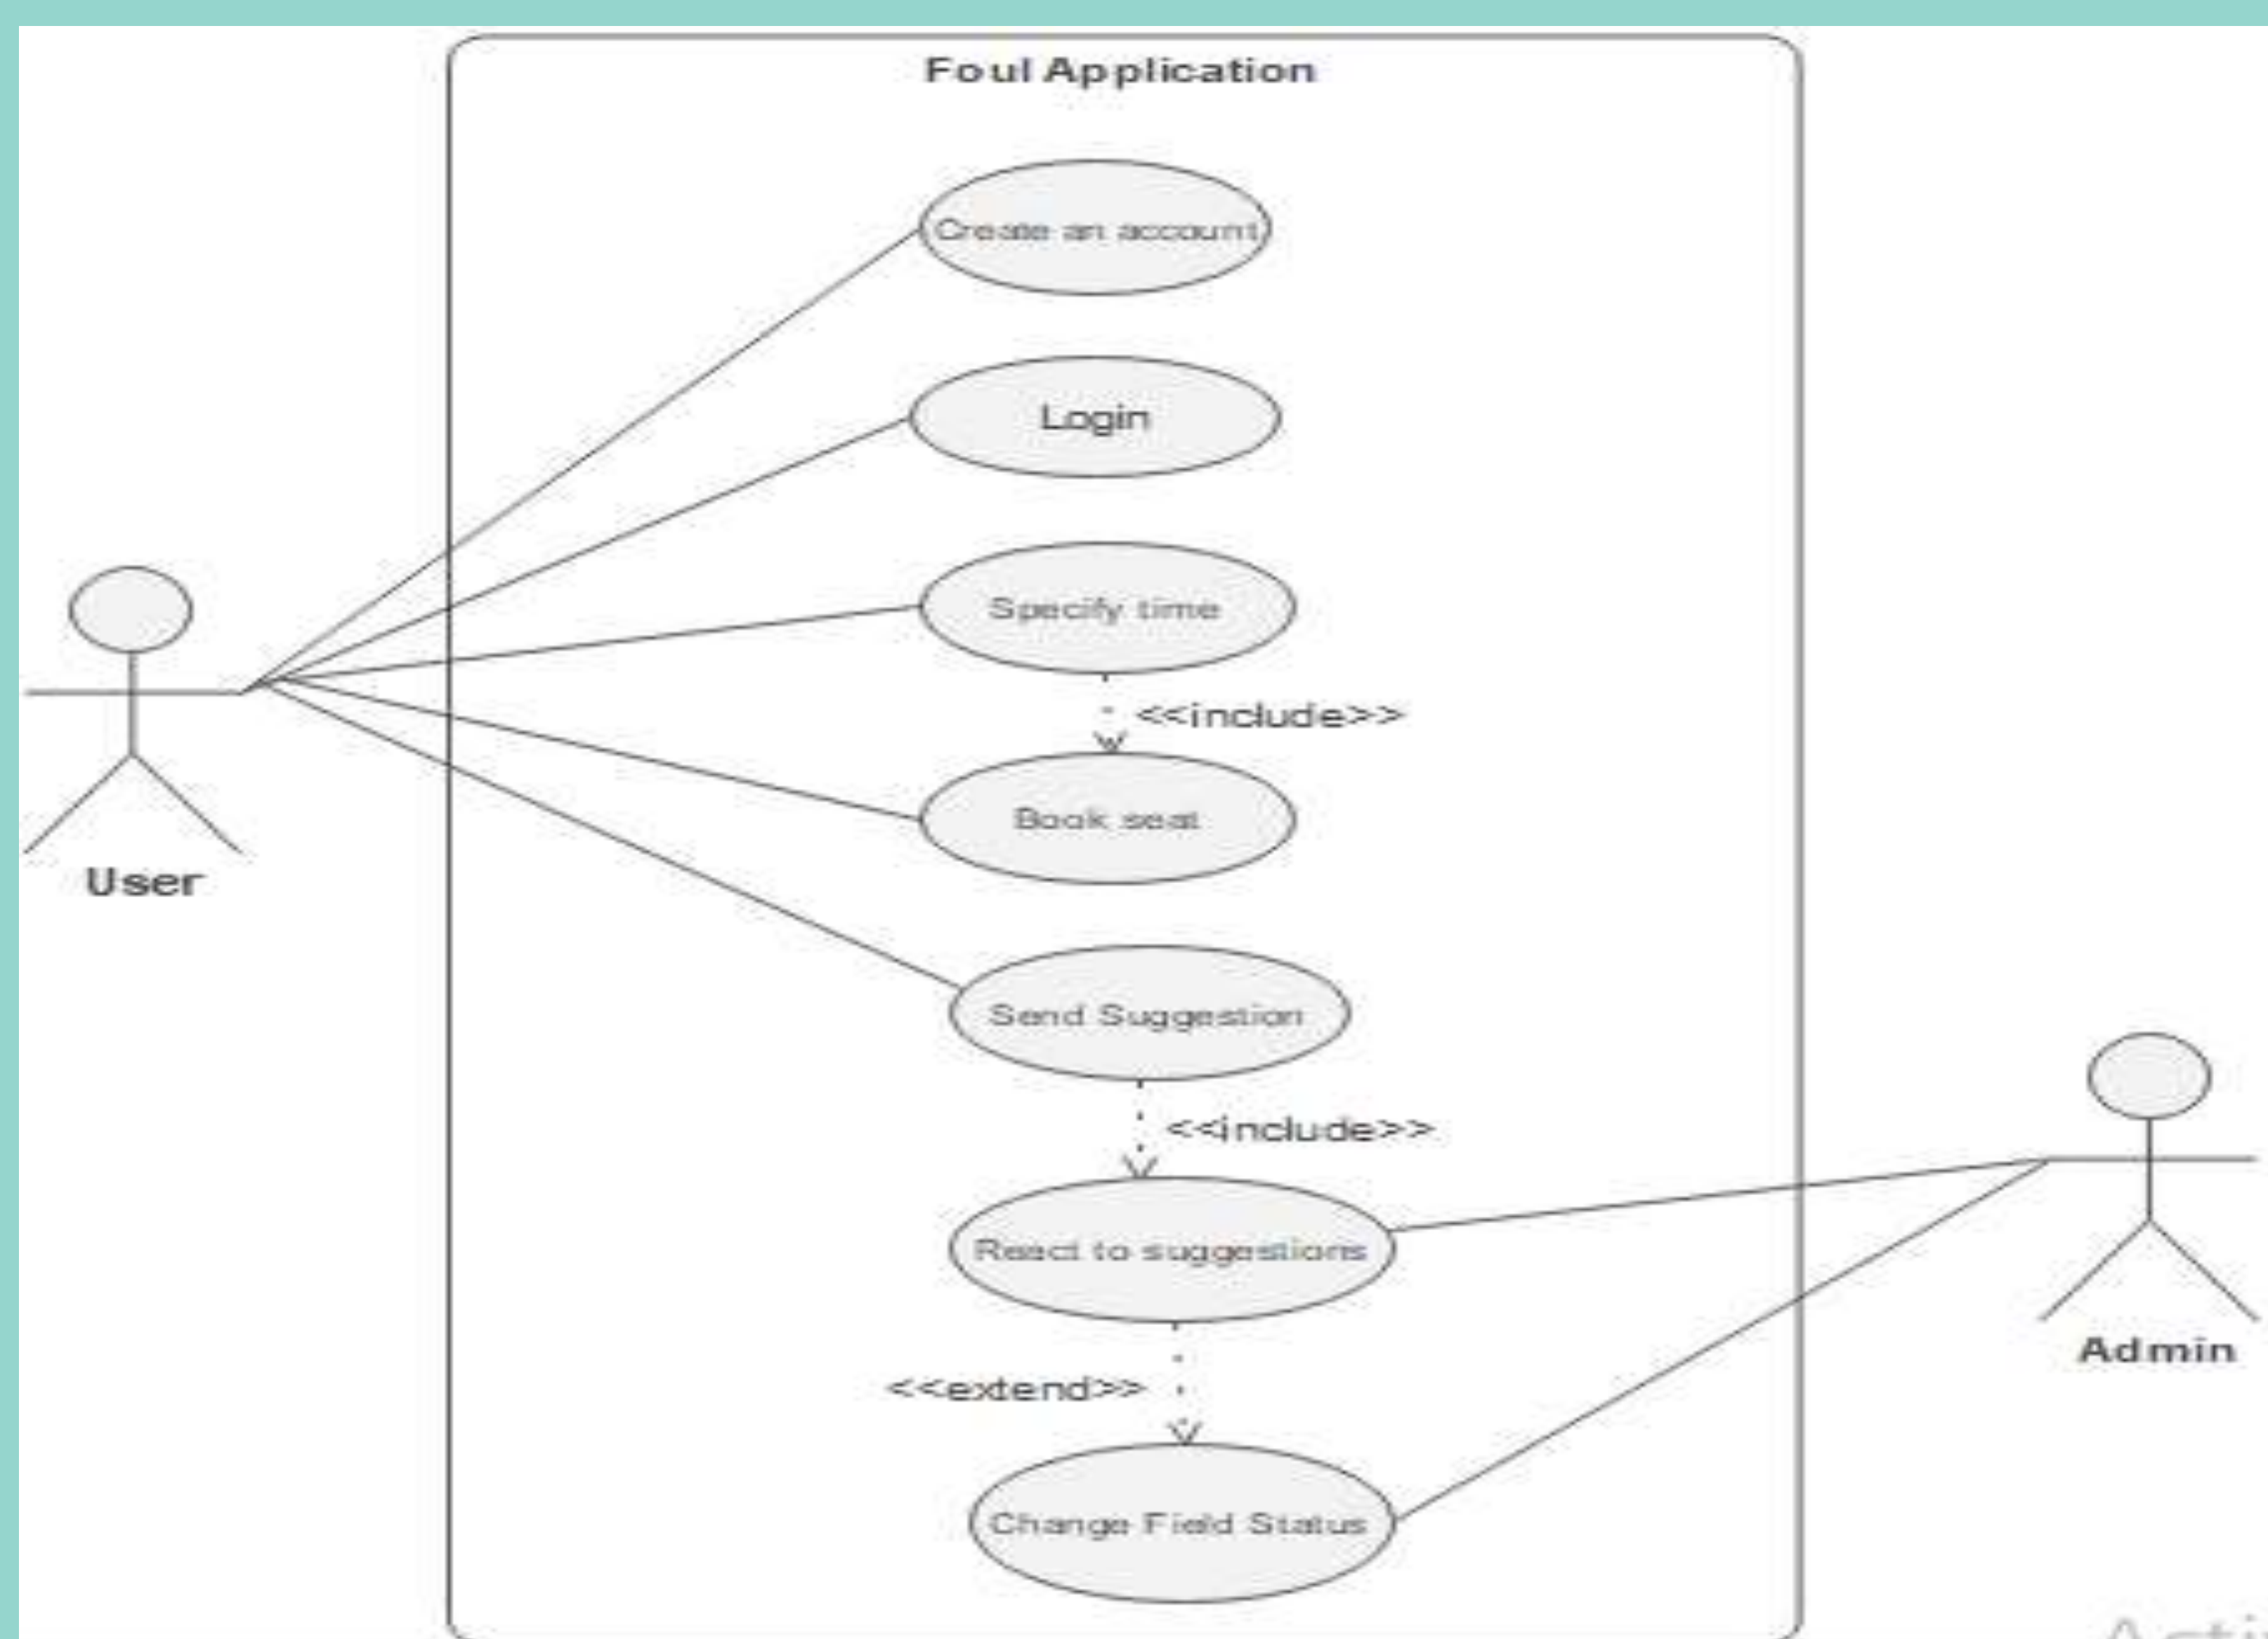 Foul Application
Create an account
Login
Specify time
<<include>>
Book seat
User
Send Suggestion
<<include>>
React to suggestions
<<extend>>
Admin
Change Field Status